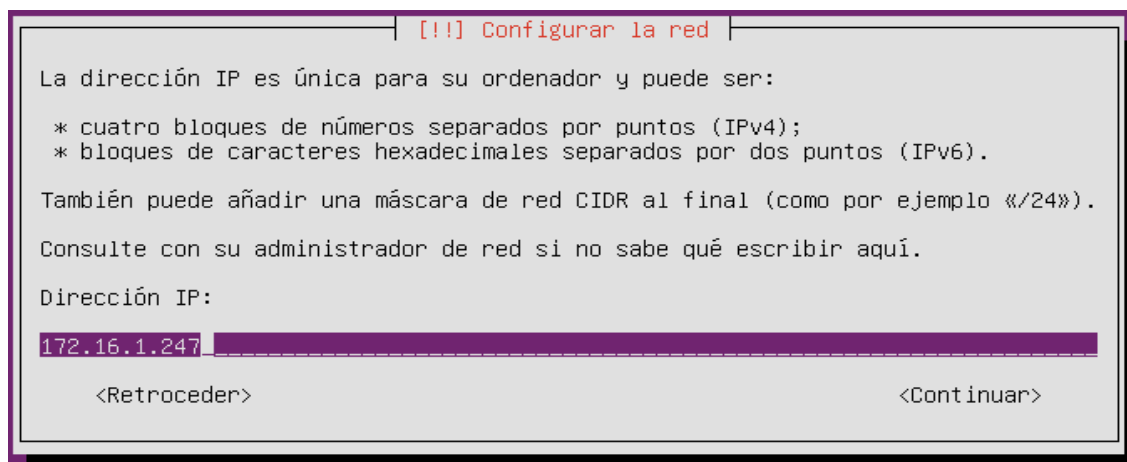 [!!] Configurar la red
La dirección IP es única para su ordenador y puede ser:
* cuatro bloques de números separados por puntos (IPv4);
* bloques de caracteres hexadecimales separados por dos puntos (IPv6).
También puede añadir una máscara de red CIDR al final (como por ejemplo «/24»).
Consulte con su administrador de red si no sabe qué escribir aquí.
Dirección IP:
172.16.1.247_________________________________________________________________
<Retroceder> <Continuar>